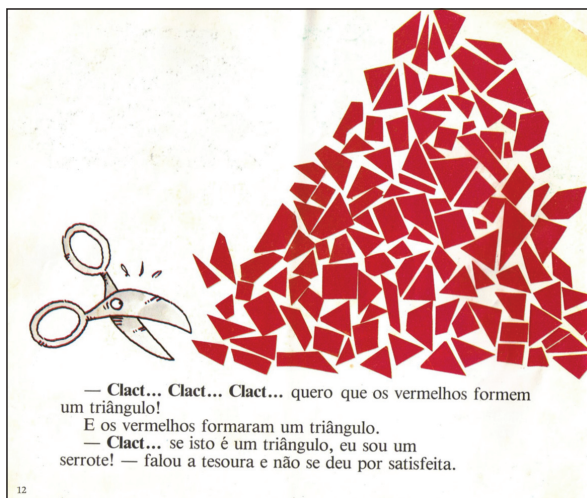 — Clact... Clact... Clact... quero que os vermelhos formem
um triângulo!
E os vermelhos formaram um triângulo.
— Clact... se isto é um triângulo, eu sou um
serrote! — falou a tesoura e não se deu por satisfeita.
12